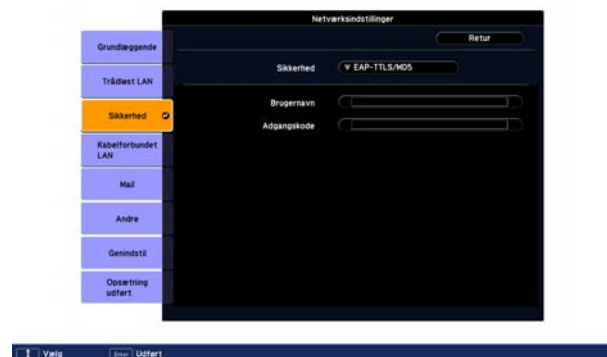 Netværksindstillinger
Retur
Grundlæggende
Trådløst LAN
Sikkerhed
Kabelforbundet
LAN
Mail
Andre
Genindstil
Opsætning
udført
Sikkerhed
EAP-TTLS/MD5
Brugernavn
Adgangskode
Vælg
Enter Udført